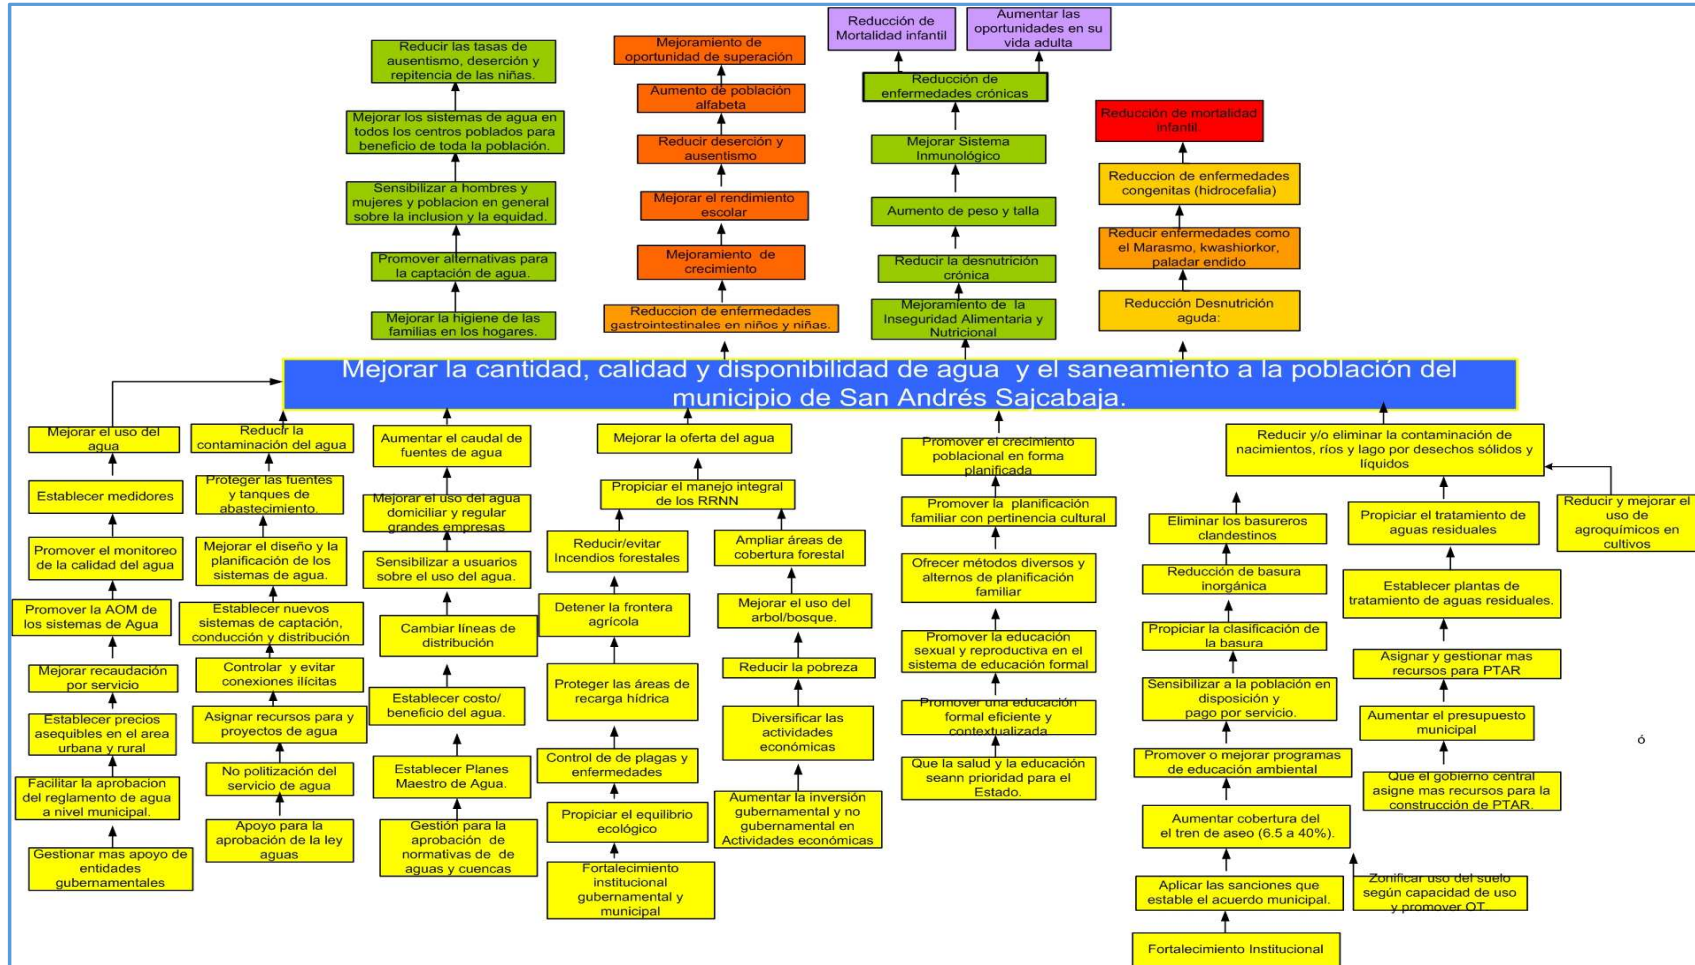 Reducir las tasas de
ausentismo, deserción y
repitencia de las niñas.
Mejorar los sistemas de agua en
todos los centros poblados para
beneficio de toda la población.
Sensibilizar a hombres y
mujeres y poblacion en general
sobre la inclusion y la equidad.
Promover alternativas para
la captación de agua.
Mejorar la higiene de las
familias en los hogares.
Mejoramiento de
oportunidad de superación
Aumento de población
alfabeta
Reducir deserción y
ausentismo
Mejorar el rendimiento
escolar
Mejoramiento de
crecimiento
Reduccion de enfermedades
gastrointestinales en niños y niñas.
Reducción de
Mortalidad infantil
Aumentar las
oportunidades en su
vida adulta
Reducción de
enfermedades crónicas
Mejorar Sistema
Inmunológico
Aumento de peso y talla
Reducir la desnutrición
crónica
Mejoramiento de la
Inseguridad Alimentaria y
Nutricional
Reducción de mortalidad
infantil.
Reduccion de enfermedades
congenitas (hidrocefalia)
Reducir enfermedades como
el Marasmo, kwashiorkor,
paladar endido
Reducción Desnutrición
aguda:
Mejorar la cantidad, calidad y disponibilidad de agua y el saneamiento a la población del
municipio de San Andrés Sajcabaja.
Mejorar el uso del
agua
Establecer medidores
Promover el monitoreo
de la calidad del agua
Promover la AOM de
los sistemas de Agua
Mejorar recaudación
por servicio
Establecer precios
asequibles en el area
urbana y rural
Facilitar la aprobacion
del reglamento de agua
a nivel municipal.
Gestionar mas apoyo de
entidades
gubernamentales
Reducir la
contaminación del agua
Proteger las fuentes
y tanques de
abastecimiento.
Mejorar el diseño y la
planificación de los
sistemas de agua.
Establecer nuevos
sistemas de captación,
conducción y distribución
Controlar y evitar
conexiones ilícitas
Asignar recursos para y
proyectos de agua
No politización del
servicio de agua
Apoyo para la
aprobación de la ley
aguas
Aumentar el caudal de
fuentes de agua
Mejorar el uso del agua
domiciliar y regular
grandes empresas
Sensibilizar a usuarios
sobre el uso del agua.
Cambiar líneas de
distribución
Establecer costo/
beneficio del agua.
Establecer Planes
Maestro de Agua.
Gestión para la
aprobación de
normativas de de
aguas y cuencas
Mejorar la oferta del agua
Propiciar el manejo integral
de los RRNN
Reducir/evitar
Incendios forestales
Detener la frontera
agrícola
Proteger las áreas de
recarga hídrica
Control de de plagas y
enfermedades
Propiciar el equilibrio
ecológico
Fortalecimiento
institucional
gubernamental y
municipal
Ampliar áreas de
cobertura forestal
Mejorar el uso del
arbol/bosque.
Reducir la pobreza
Diversificar las
actividades
económicas
Aumentar la inversión
gubernamental y no
gubernamental en
Actividades económicas
Promover el crecimiento
poblacional en forma
planificada
Promover la planificación
familiar con pertinencia cultural
Ofrecer métodos diversos y
alternos de planificación
familiar
Promover la educación
sexual y reproductiva en el
sistema de educación formal
Promover una educación
formal eficiente y
contextualizada
Que la salud y la educación
seann prioridad para el
Estado.
Reducir y/o eliminar la contaminación de
nacimientos, ríos y lago por desechos sólidos y
líquidos
Eliminar los basureros
clandestinos
Reducción de basura
inorgánica
Propiciar la clasificación de
la basura
Sensibilizar a la población en
disposición y
pago por servicio.
Promover o mejorar programas
de educación ambiental
Aumentar cobertura del
el tren de aseo (6.5 a 40%).
Aplicar las sanciones que
estable el acuerdo municipal.
Fortalecimiento Institucional
Zonificar uso del suelo
según capacidad de uso
y promover OT.
Propiciar el tratamiento de
aguas residuales
Establecer plantas de
tratamiento de aguas residuales.
Asignar y gestionar mas
recursos para PTAR
Aumentar el presupuesto
municipal
Que el gobierno central
asigne mas recursos para la
construcción de PTAR.
Reducir y mejorar el
uso de
agroquímicos en
cultivos
ó